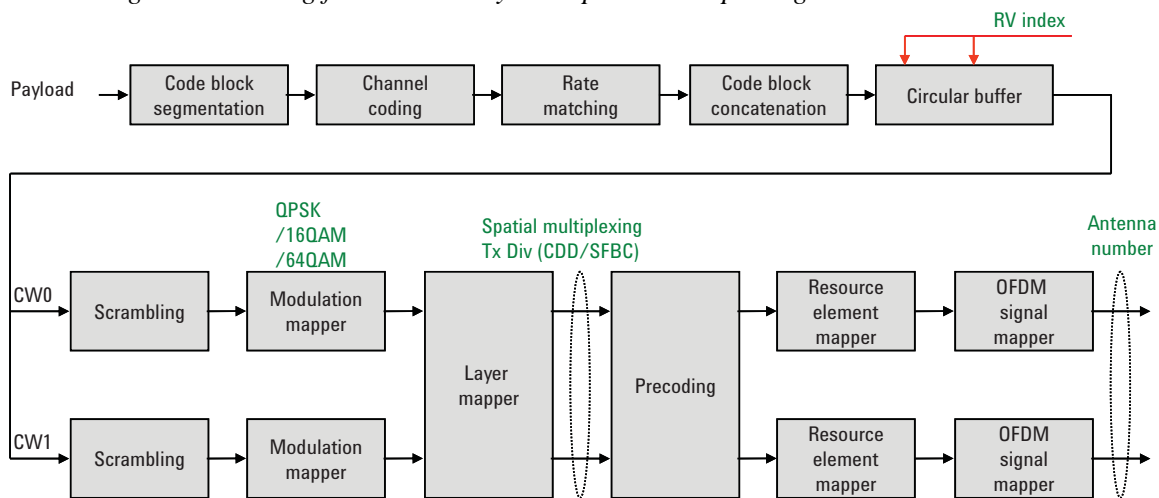 RV index
Payload
Code block
segmentation
Channel
coding
Rate
matching
Code block
concatenation
Circular buffer
QPSK
/16QAM
/64QAM
Spatial multiplexing
Tx Div (CDD/SFBC)
Antenna
number
CW0
Scrambling
Modulation
mapper
Layer
mapper
Precoding
Resource
element
mapper
OFDM
signal
mapper
CW1
Scrambling
Modulation
mapper
Resource
element
mapper
OFDM
signal
mapper